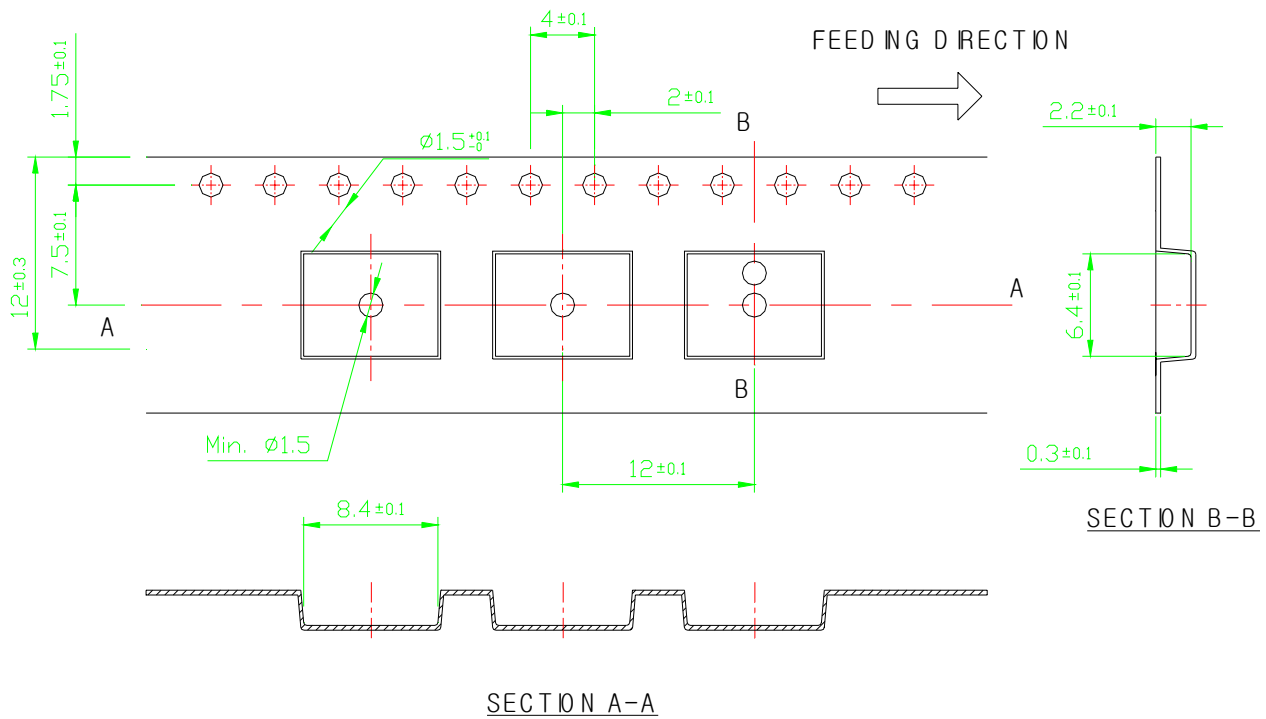 4±0.1
FEEDING DIRECTION
1.75±0.1
2±0.1
B
2.2±0.1
Ø1.5+0.1-0
7.5±0.1
12±0.3
A
A
6.4±0.1
B
Min. Ø1.5
12±0.1
0.3±0.1
8.4±0.1
SECTION B-B
SECTION A-A